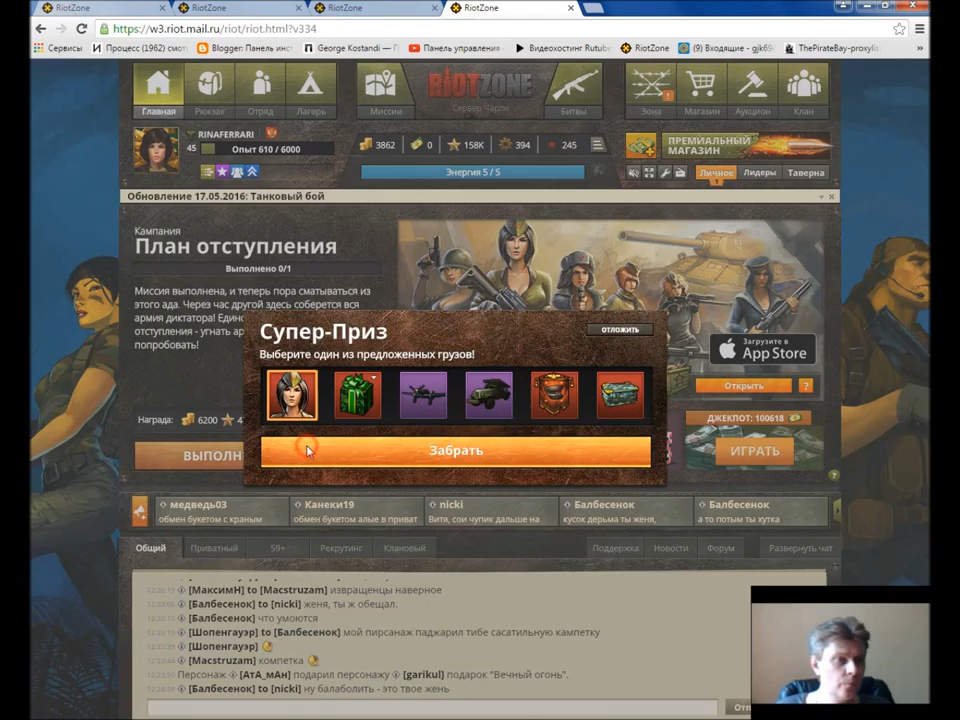 RiotZone
RiotZone
RiotZone
RiotZone
https://w3.riot.mail.ru/riot/riot.html?v334
Сервисы
Процесс (1962) смот
Blogger: Панель инст
George Kostandi — Г
Панель управления
Видеохостинг Rutube
RiotZone
(9) Входящие - gjk69
ThePirateBay-proxylis
Главная
Рюкзак
Отряд
Лагерь
Миссии
RIOTZONE
Сервер Чарли
Битвы
Зона
Магазин
Аукцион
Клан
RINAFERRARI
45
Опыт 610 / 6000
3862
0
158K
394
245
ПРЕМИАЛЬНЫЙ
МАГАЗИН
Энергия 5 / 5
Личное
1
Лидеры
Таверна
Обновление 17.05.2016: Танковый бой
Кампания
План отступления
Выполнено 0/1
Миссия выполнена, и теперь пора сматываться из
этого ада. Через час другой здесь соберется вся
армия диктатора! Един
отступления - угнать ар
попробовать!
Награда:
6200
4
ВЫПОЛН
Супер-Приз
ОТЛОЖИТЬ
Выберите один из предложенных грузов!
Забрать
Загрузите в
App Store
Открыть
?
ДЖЕКПОТ: 100618
ИГРАТЬ
?
медведь03
обмен букетом с краным
Канеки19
обмен букетом алые в приват
nicki
Витя, сои чупик дальше на
Балбесенок
кусок дерьма ты женя,
Балбесенок
а то потым ты хутка
Общий
Приватный
59+
Рекрутинг
Клановый
Поддержка
Новости
Форум
Развернуть чат
[МаксимН] to [Macstruzam] извращенцы наверное
[Балбесенок] to [nicki] женя, ты ж обещал.
[Балбесенок] что умоются
[Шопенгауэр] to [Балбесенок] мой пирсанаж паджарил тибе сасатильную кампетку
[Шопенгауэр]
[Macstruzam] компетка
Персонаж [АтА_мАн] подарил персонажу [garikul] подарок "Вечный огонь".
[Балбесенок] to [nicki] ну балаболить - это твое жень